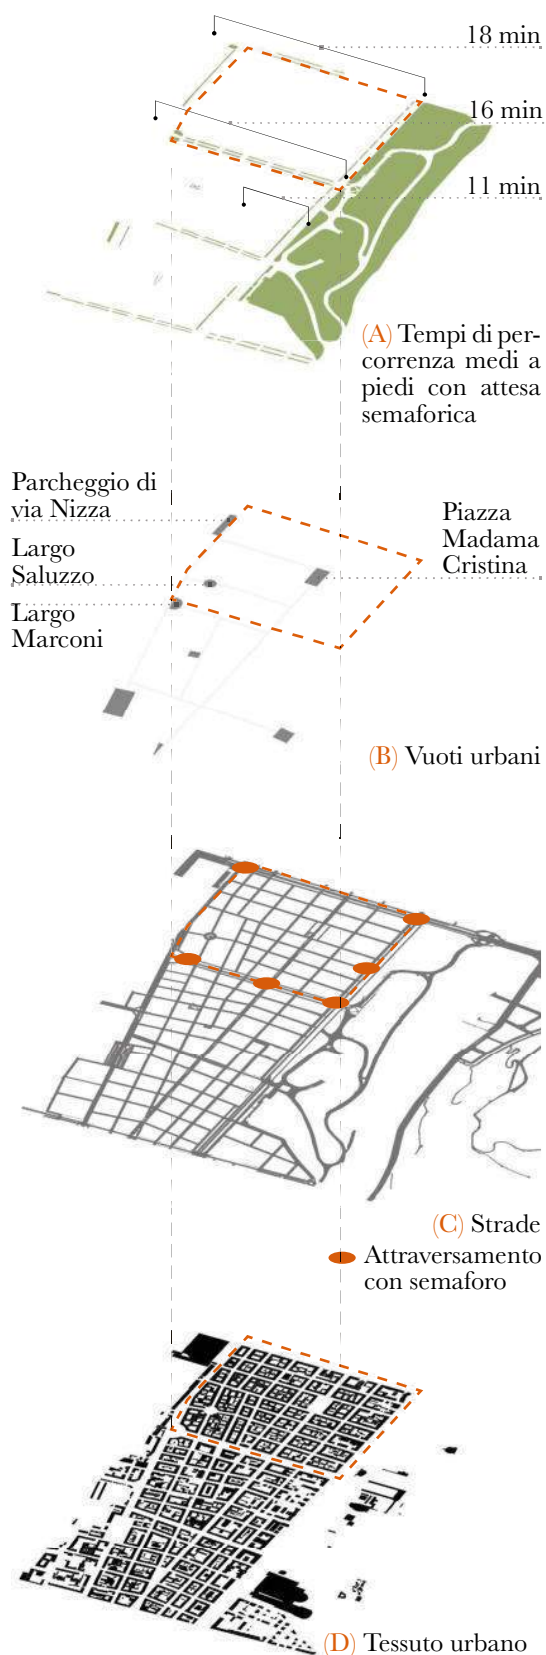 18 min
16 min
11 min
(A) Tempi di per-
correnza medi a
piedi con attesa
semaforica
Parcheggio di
via Nizza
Largo
Saluzzo
Largo
Marconi
Piazza
Madama
Cristina
(B) Vuoti urbani
(C) Strade
Attraversamento
con semaforo
(D) Tessuto urbano